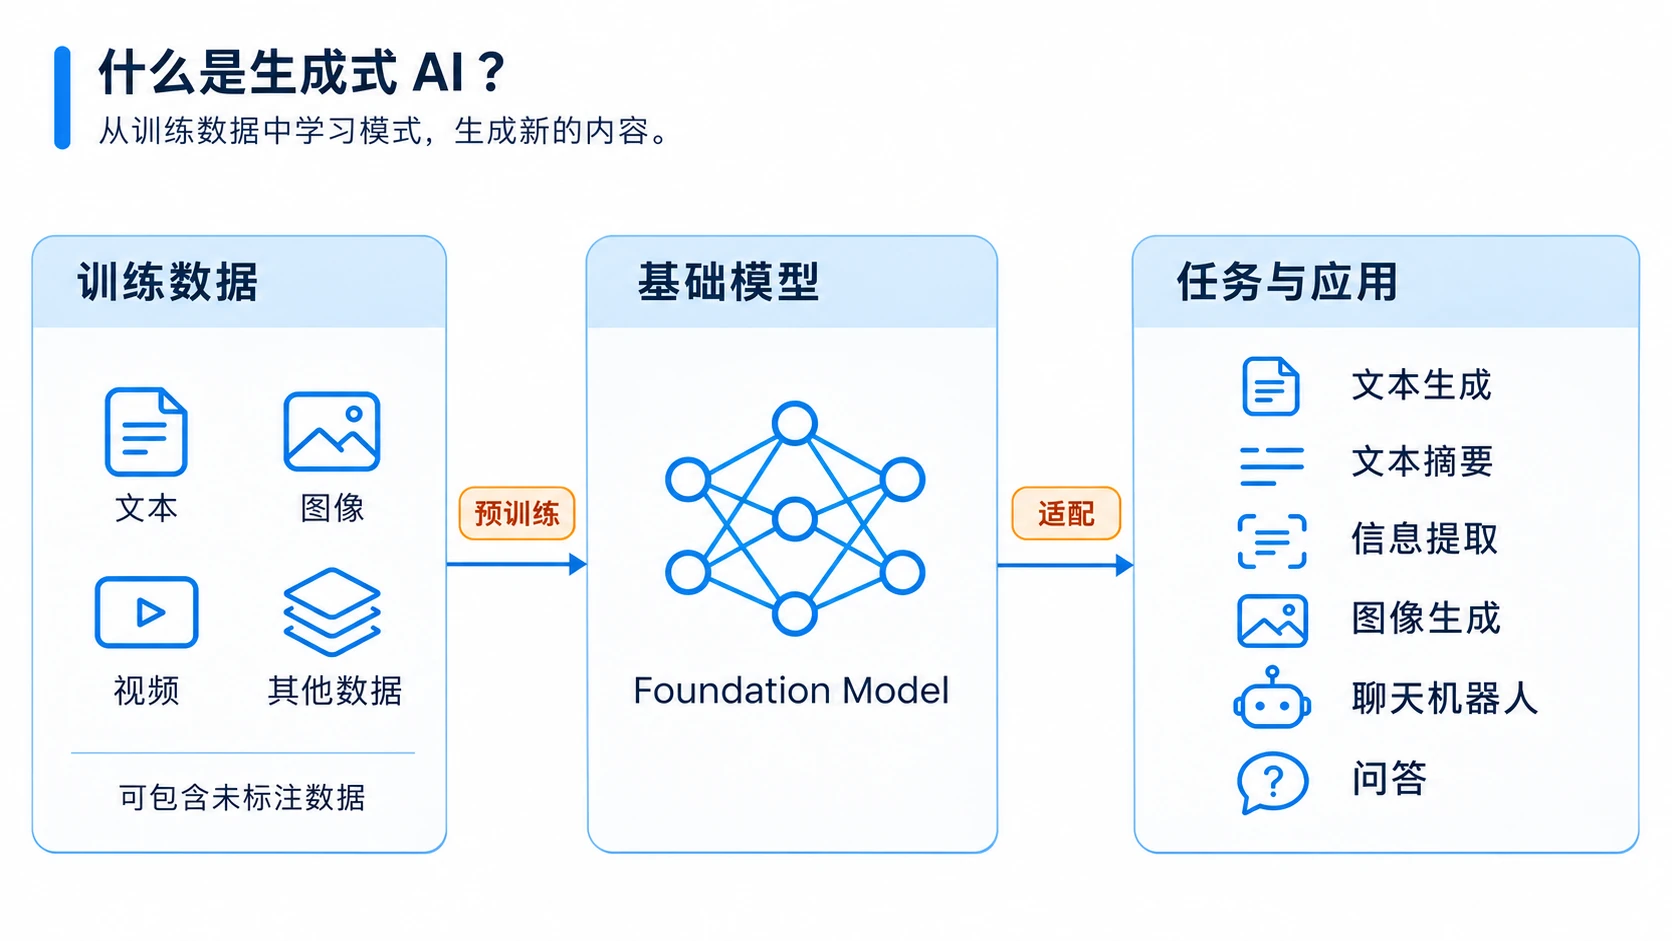 什么是生成式 AI？
从训练数据中学习模式，生成新的内容。
训练数据
文本
图像
视频
其他数据
可包含未标注数据
预训练
基础模型
Foundation Model
适配
任务与应用
文本生成
文本摘要
信息提取
图像生成
聊天机器人
问答
?